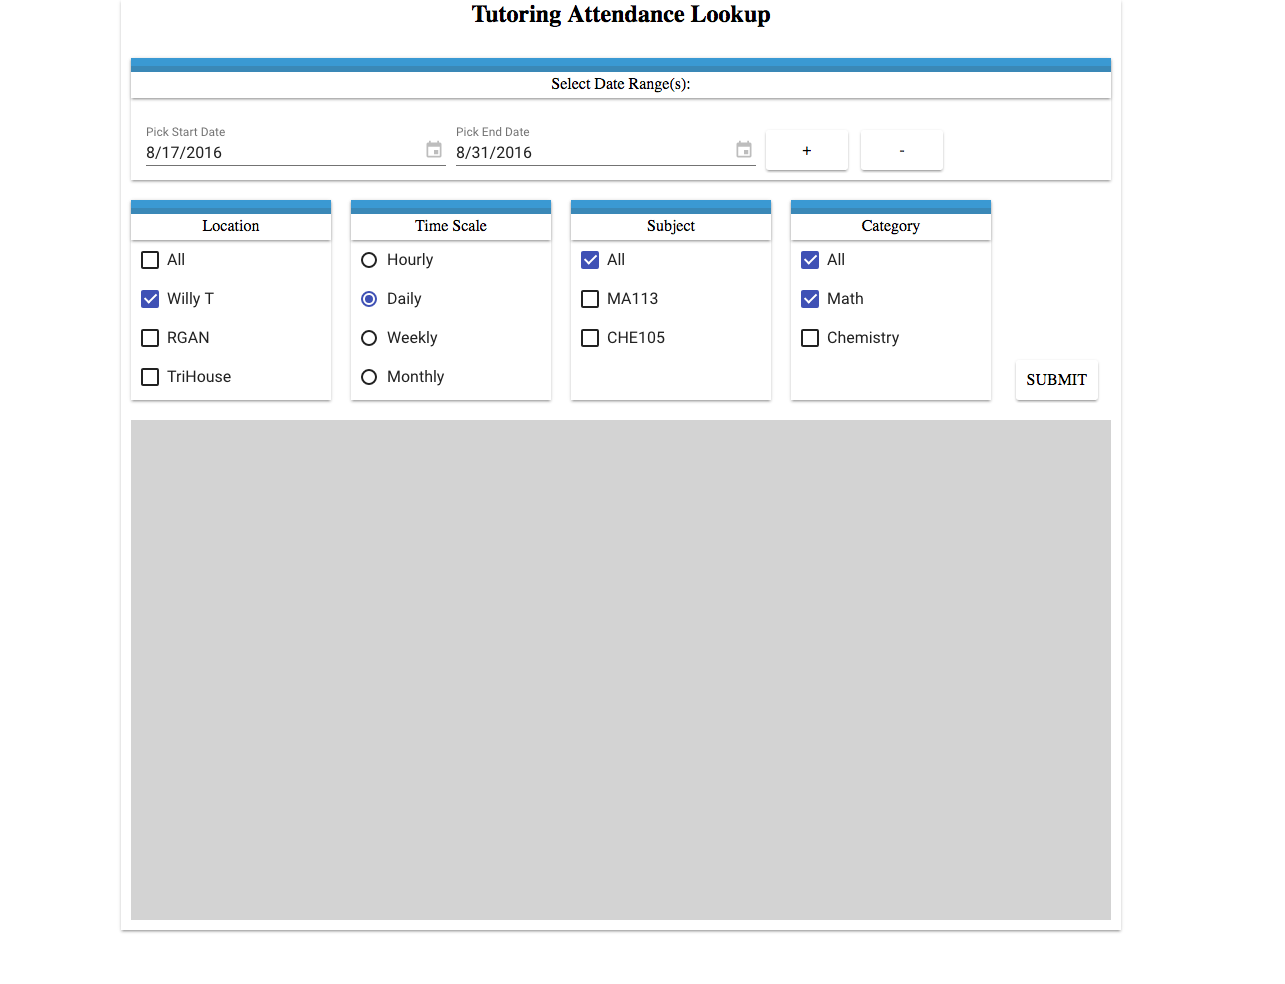 Tutoring Attendance Lookup
Select Date Range(s):
Pick Start Date
8/17/2016
Pick End Date
8/31/2016
+
-
Location
All
Willy T
RGAN
TriHouse
Time Scale
Hourly
Daily
Weekly
Monthly
Subject
All
MA113
CHE105
Category
All
Math
Chemistry
SUBMIT